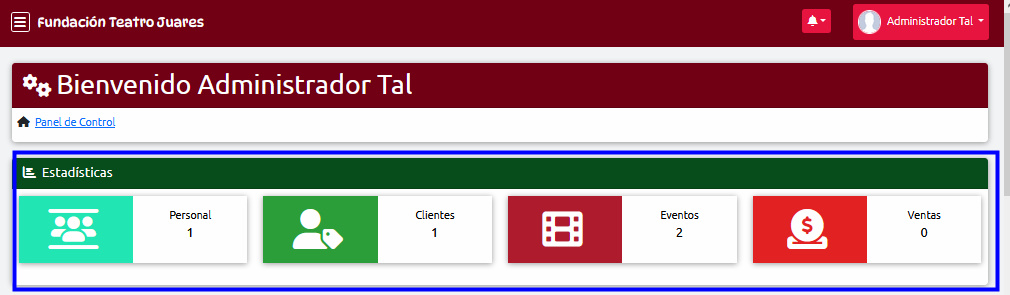 Fundación Teatro Juares
Administrador Tal
Bienvenido Administrador Tal
Panel de Control
Estadísticas
Personal
1
Clientes
1
Eventos
2
Ventas
0